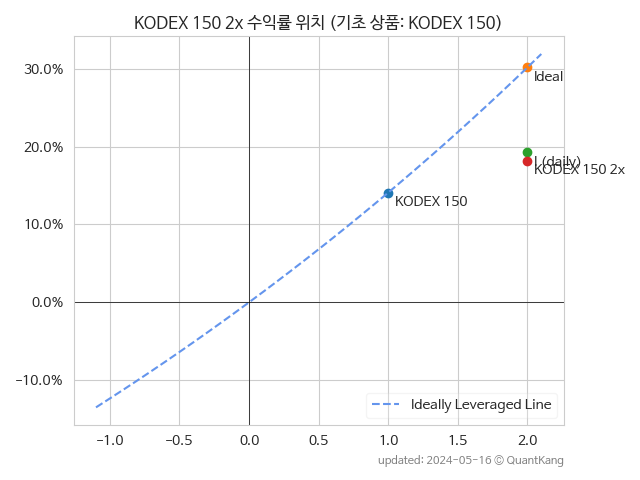 KODEX 150 2x 수익률 위치 (기초 상품: KODEX 150)
30.0%
20.0%
10.0%
0.0%
−10.0%
Ideal
I (daily)
KODEX 150 2x
KODEX 150
Ideally Leveraged Line
−1.0 −0.5 0.0 0.5 1.0 1.5 2.0
updated: 2024-05-16 © QuantKang